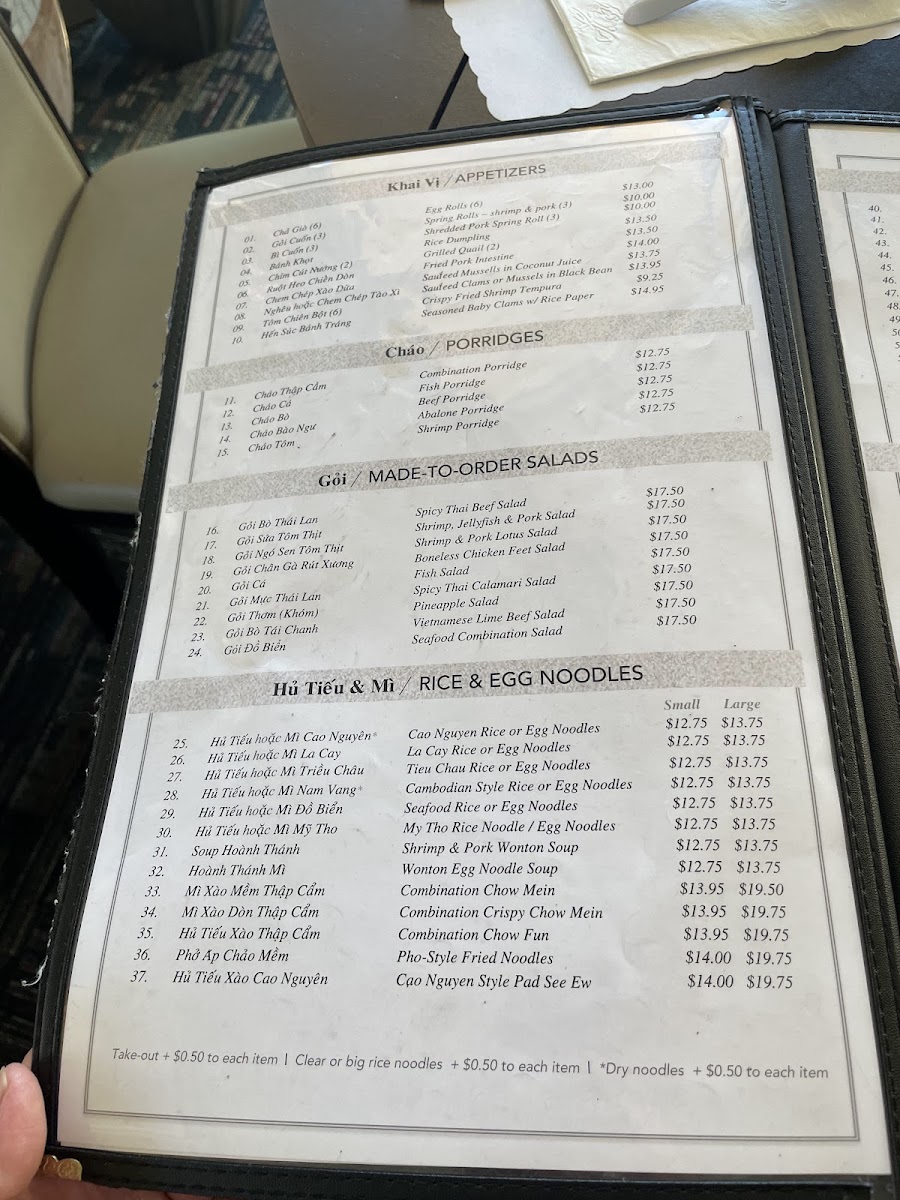 Khai Vị / APPETIZERS
01. Chả Giò (6) Egg Rolls (6) $13.00
02. Gỏi Cuốn (3) Spring Rolls – shrimp & pork (3) $10.00
03. Bì Cuốn (3) Shredded Pork Spring Roll (3) $10.00
04. Bánh Khọt Rice Dumpling $13.50
05. Chim Cút Nướng (2) Grilled Quail (2) $13.50
06. Ruột Heo Chiên Dòn Fried Pork Intestine $14.00
07. Chem Chép Xào Dừa Sauteed Mussells in Coconut Juice $13.75
08. Nghêu hoặc Chem Chép Tào Xì Sauteed Clams or Mussels in Black Bean $13.95
09. Tôm Chiên Bột (6) Crispy Fried Shrimp Tempura $9.25
10. Hến Súc Bánh Tráng Seasoned Baby Clams w/ Rice Paper $14.95
Cháo / PORRIDGES
11. Cháo Thập Cẩm Combination Porridge $12.75
12. Cháo Cá Fish Porridge $12.75
13. Cháo Bò Beef Porridge $12.75
14. Cháo Bào Ngư Abalone Porridge $12.75
15. Cháo Tôm Shrimp Porridge $12.75
Gỏi / MADE-TO-ORDER SALADS
16. Gỏi Bò Thái Lan Spicy Thai Beef Salad $17.50
17. Gỏi Sứa Tôm Thịt Shrimp, Jellyfish & Pork Salad $17.50
18. Gỏi Ngó Sen Tôm Thịt Shrimp & Pork Lotus Salad $17.50
19. Gỏi Chân Gà Rút Xương Boneless Chicken Feet Salad $17.50
20. Gỏi Cá Fish Salad $17.50
21. Gỏi Mực Thái Lan Spicy Thai Calamari Salad $17.50
22. Gỏi Thơm (Khóm) Pineapple Salad $17.50
23. Gỏi Bò Tái Chanh Vietnamese Lime Beef Salad $17.50
24. Gỏi Đồ Biển Seafood Combination Salad $17.50
Hủ Tiếu & Mì / RICE & EGG NOODLES
Small Large
25. Hủ Tiếu hoặc Mì Cao Nguyên* Cao Nguyen Rice or Egg Noodles $12.75 $13.75
26. Hủ Tiếu hoặc Mì La Cay La Cay Rice or Egg Noodles $12.75 $13.75
27. Hủ Tiếu hoặc Mì Triều Châu Tieu Chau Rice or Egg Noodles $12.75 $13.75
28. Hủ Tiếu hoặc Mì Nam Vang* Cambodian Style Rice or Egg Noodles $12.75 $13.75
29. Hủ Tiếu hoặc Mì Đồ Biển Seafood Rice or Egg Noodles $12.75 $13.75
30. Hủ Tiếu hoặc Mì Mỹ Tho My Tho Rice Noodle / Egg Noodles $12.75 $13.75
31. Soup Hoành Thánh Shrimp & Pork Wonton Soup $12.75 $13.75
32. Hoành Thánh Mì Wonton Egg Noodle Soup $12.75 $13.75
33. Mì Xào Mềm Thập Cẩm Combination Chow Mein $13.95 $19.50
34. Mì Xào Dòn Thập Cẩm Combination Crispy Chow Mein $13.95 $19.75
35. Hủ Tiếu Xào Thập Cẩm Combination Chow Fun $13.95 $19.75
36. Phở Áp Chảo Mềm Pho-Style Fried Noodles $14.00 $19.75
37. Hủ Tiếu Xào Cao Nguyên Cao Nguyen Style Pad See Ew $14.00 $19.75
Take-out + $0.50 to each item | Clear or big rice noodles + $0.50 to each item | *Dry noodles + $0.50 to each item
40.
41.
42.
43.
44.
45.
46.
47.
48.
49